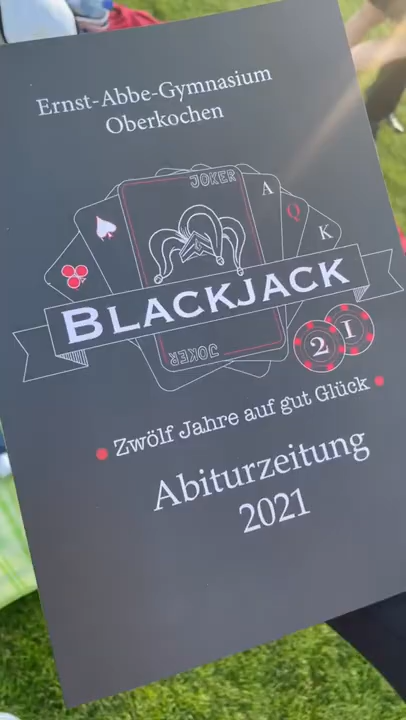 Ernst-Abbe-Gymnasium
Oberkochen
JOKER
A
Q
K
BLACKJACK
JOKER
21
• Zwölf Jahre auf gut Glück •
Abiturzeitung
2021